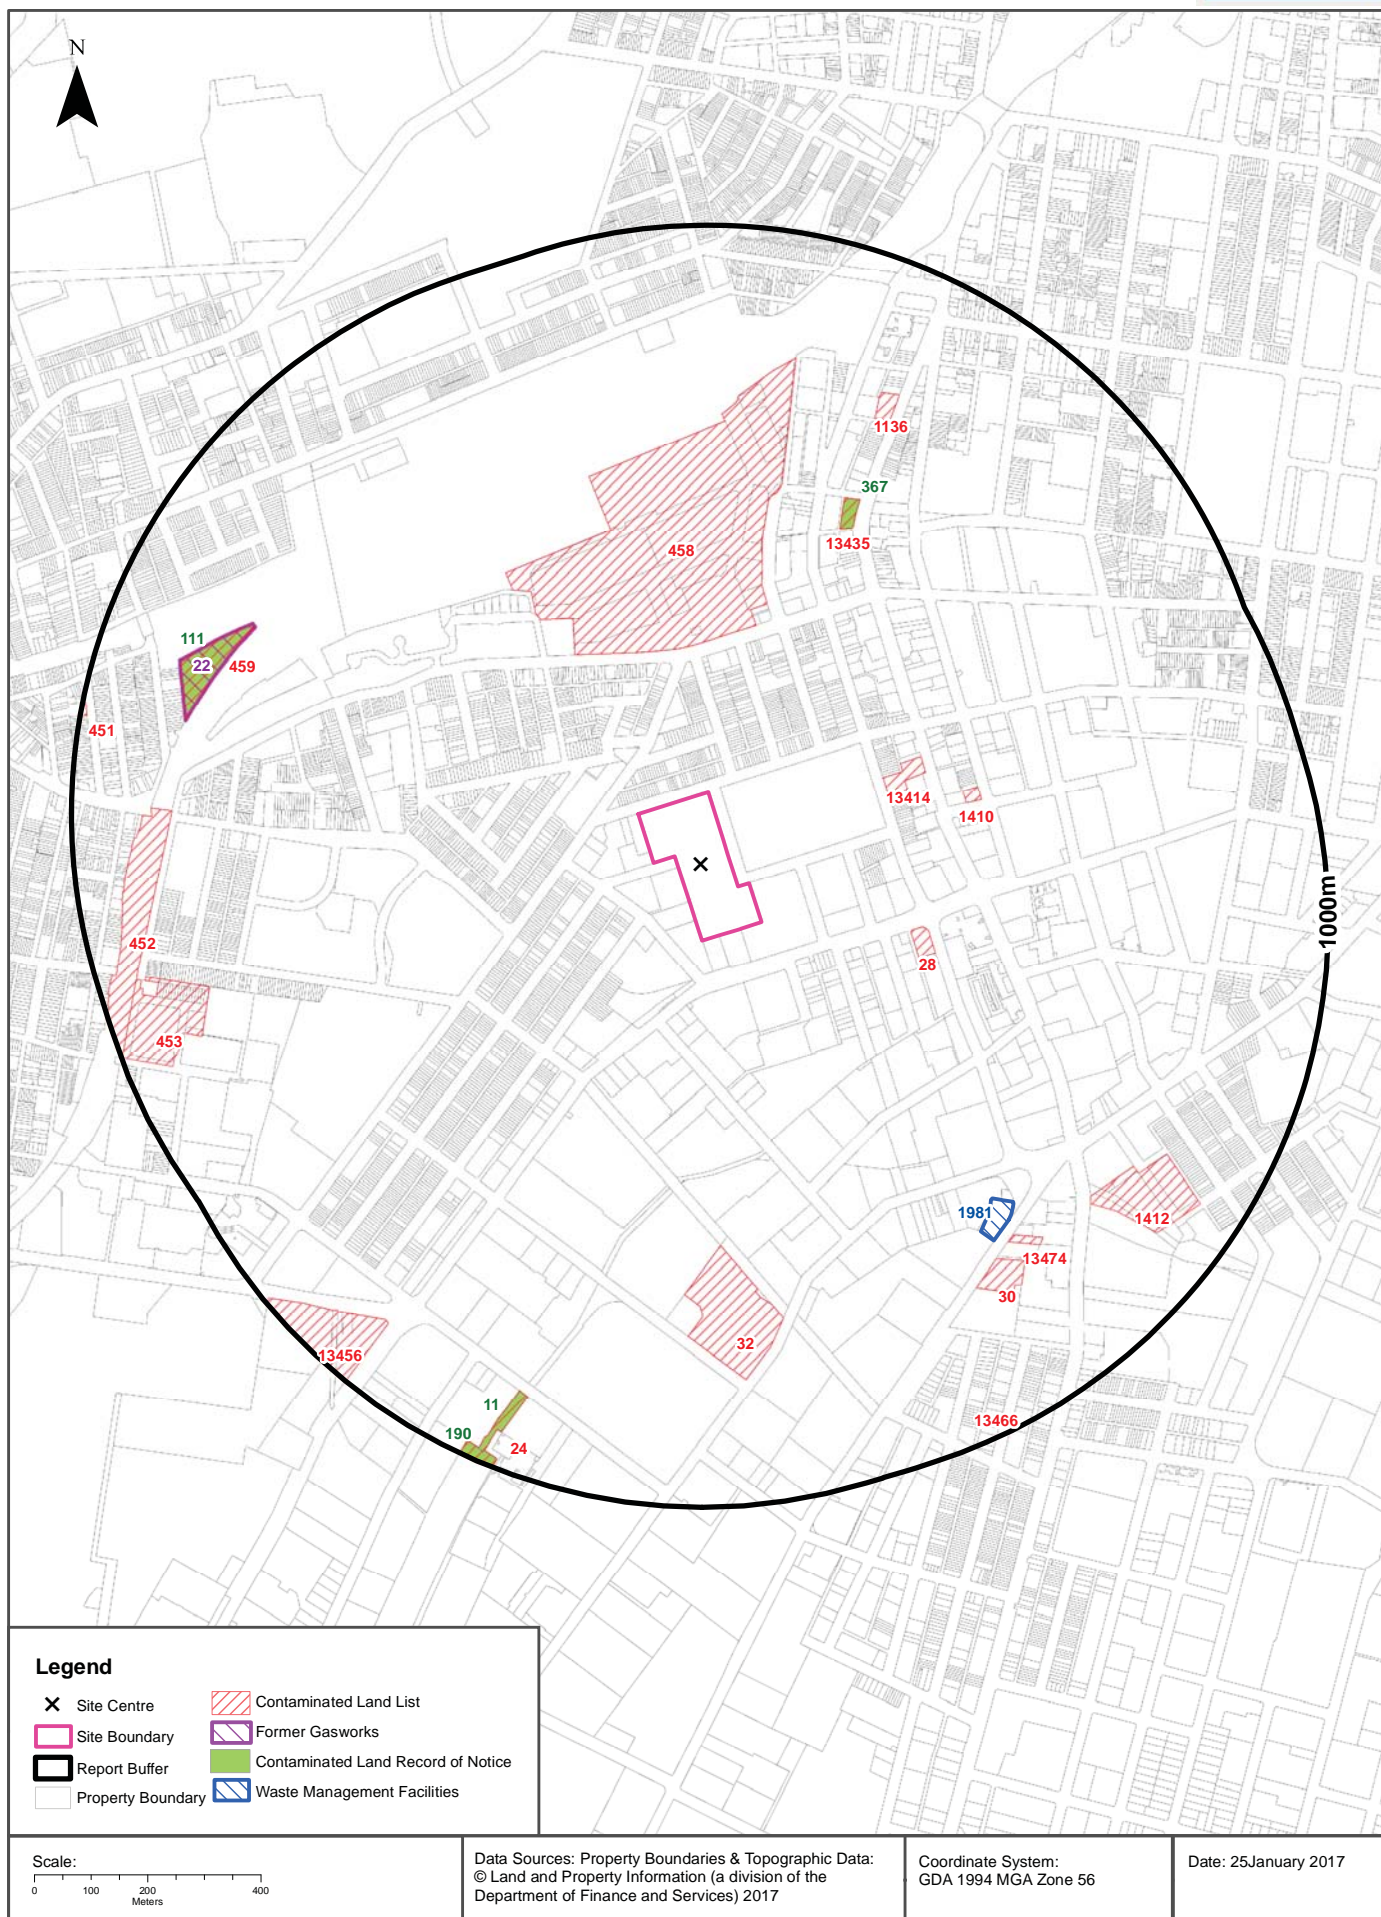 N
1136
367
13435
458
111
22
459
451
13414
1410
1000m
452
28
453
1981
1412
13474
30
32
13456
11
190
24
13466
Legend
Site Centre
Site Boundary
Report Buffer
Property Boundary
Contaminated Land List
Former Gasworks
Contaminated Land Record of Notice
Waste Management Facilities
Scale:
0 100 200 400
Meters
Data Sources: Property Boundaries & Topographic Data:
© Land and Property Information (a division of the
Department of Finance and Services) 2017
Coordinate System:
GDA 1994 MGA Zone 56
Date: 25January 2017